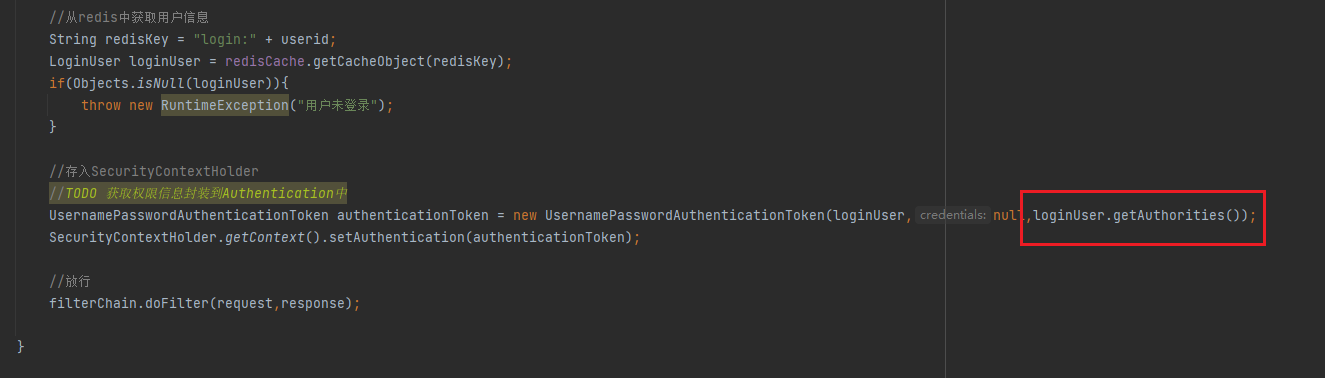 //从redis中获取用户信息
String redisKey = "login:" + userid;
LoginUser loginUser = redisCache.getCacheObject(redisKey);
if(Objects.isNull(loginUser)){
throw new RuntimeException("用户未登录");
}
//存入SecurityContextHolder
//TODO 获取权限信息封装到Authentication中
UsernamePasswordAuthenticationToken authenticationToken = new UsernamePasswordAuthenticationToken(loginUser, credentials: null,loginUser.getAuthorities());
SecurityContextHolder.getContext().setAuthentication(authenticationToken);
//放行
filterChain.doFilter(request,response);
}